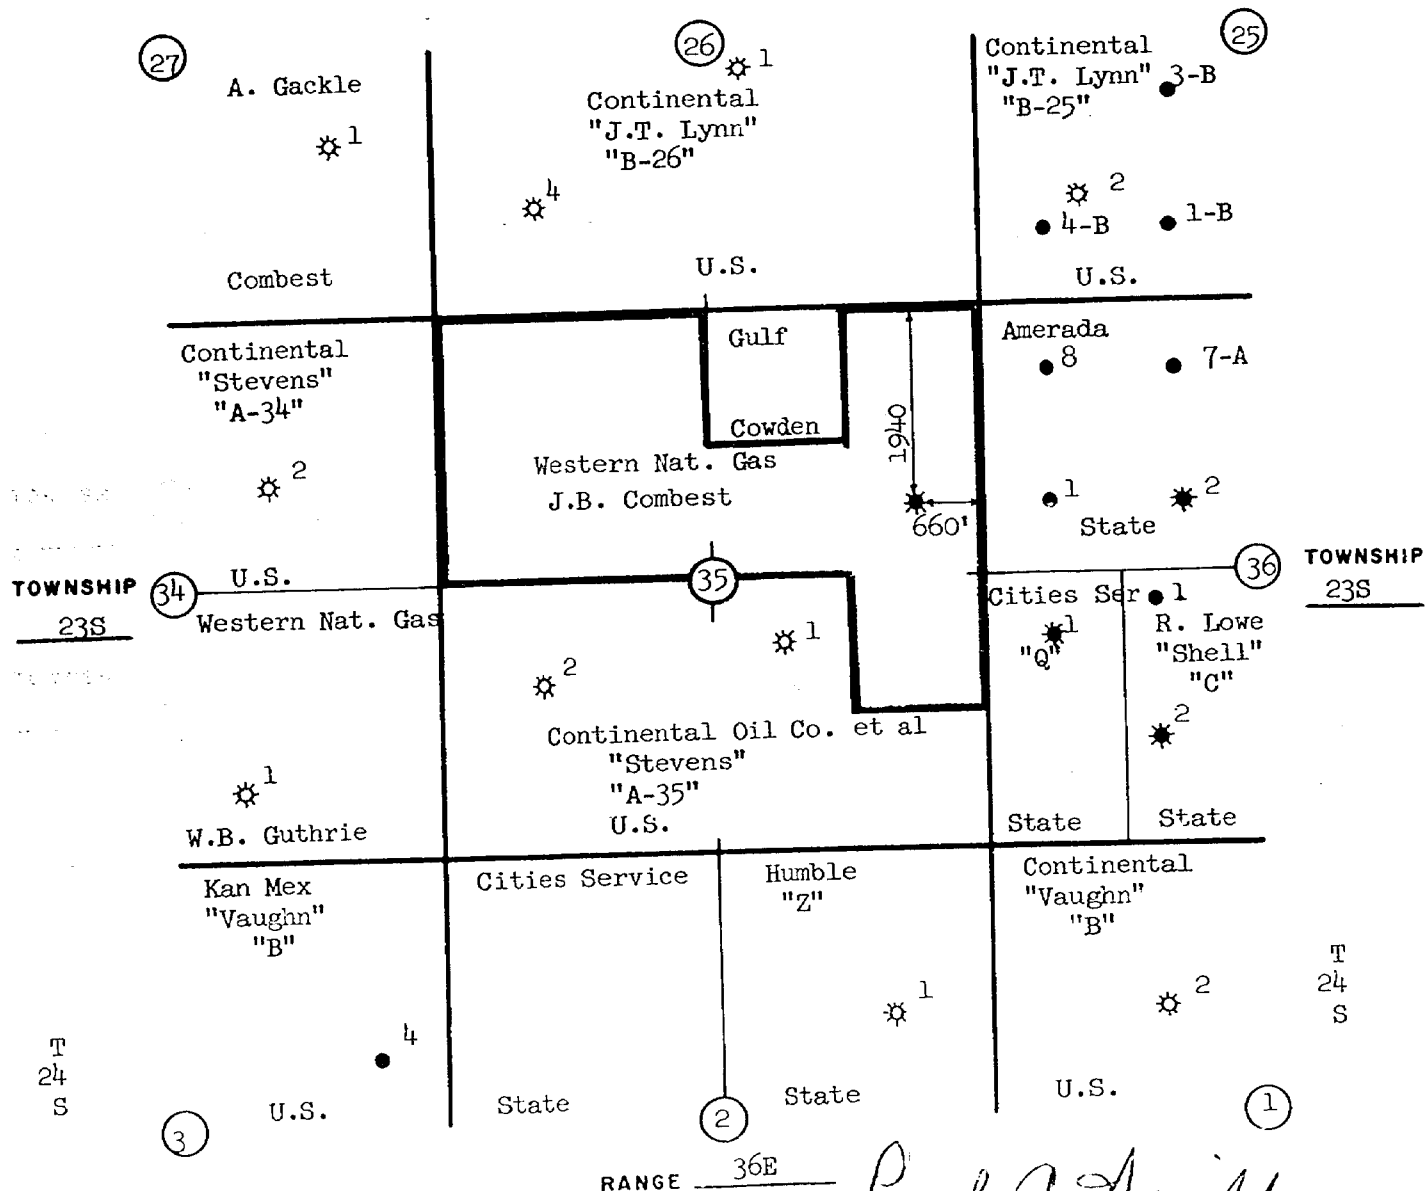 27
A. Gackle
1
Combest
26
1
Continental
"J.T. Lynn"
"B-26"
4
U.S.
25
Continental
"J.T. Lynn"
"B-25"
3-B
2
4-B
1-B
U.S.
Continental
"Stevens"
"A-34"
2
U.S.
Gulf
Cowden
Western Nat. Gas
J.B. Combest
1940
660'
Amerada
8
7-A
1
2
State
TOWNSHIP
23S
34
35
36
TOWNSHIP
23S
Western Nat. Gas
1
W.B. Guthrie
2
1
Continental Oil Co. et al
"Stevens"
"A-35"
U.S.
Cities Ser
1
"Q"
State
1
R. Lowe
"Shell"
"C"
2
State
Kan Mex
"Vaughn"
"B"
4
U.S.
T
24
S
3
Cities Service
State
Humble
"Z"
1
State
2
Continental
"Vaughn"
"B"
2
U.S.
T
24
S
1
RANGE 36E